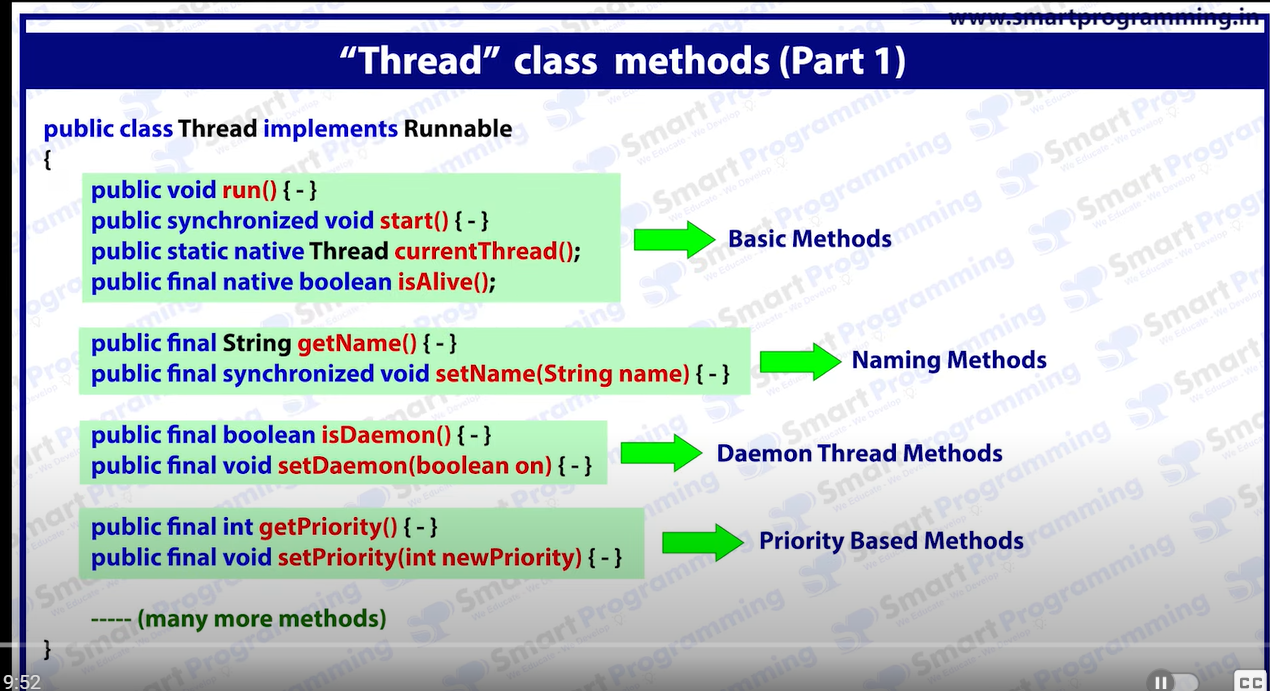 www.smartprogramming.in
“Thread” class methods (Part 1)
public class Thread implements Runnable
{
public void run() { - }
public synchronized void start() { - }
public static native Thread currentThread();
public final native boolean isAlive();
Basic Methods
public final String getName() { - }
public final synchronized void setName(String name) { - }
Naming Methods
public final boolean isDaemon() { - }
public final void setDaemon(boolean on) { - }
Daemon Thread Methods
public final int getPriority() { - }
public final void setPriority(int newPriority) { - }
Priority Based Methods
----- (many more methods)
}
9:52
CC
Smart Programming
We Educate - We Develop